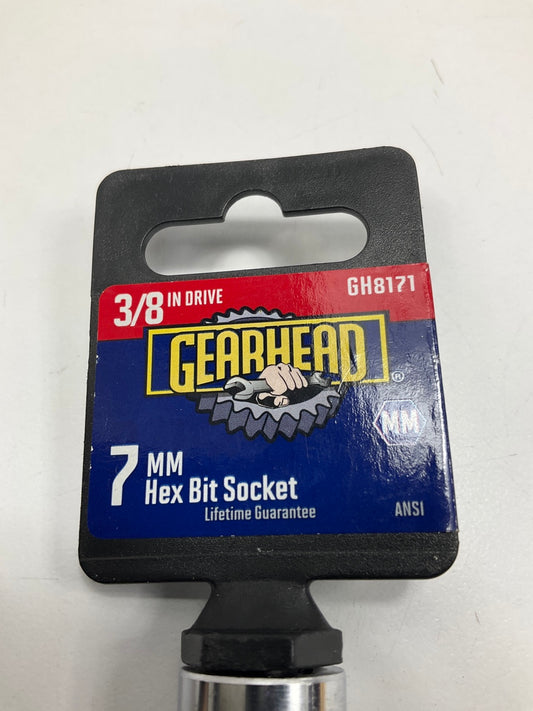 3/8 IN DRIVE GH8171
GEARHEAD®
MM
7 MM
Hex Bit Socket
Lifetime Guarantee
ANSI